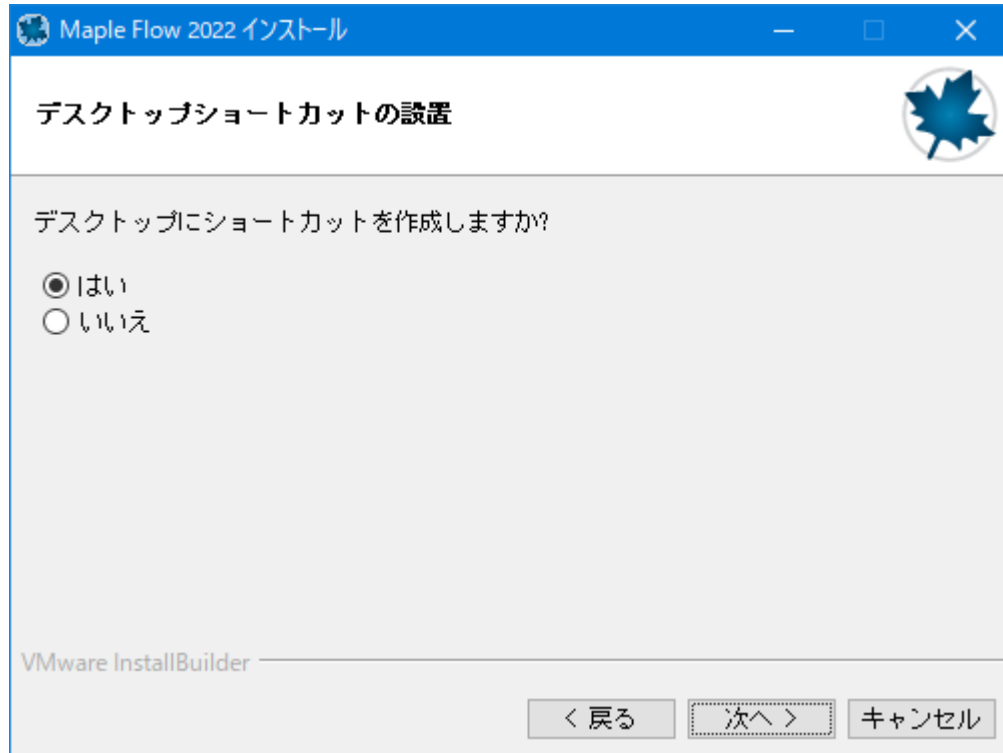 Maple Flow 2022 インストール
デスクトップショートカットの設置
デスクトップにショートカットを作成しますか?
はい
いいえ
VMware InstallBuilder
< 戻る 次へ > キャンセル